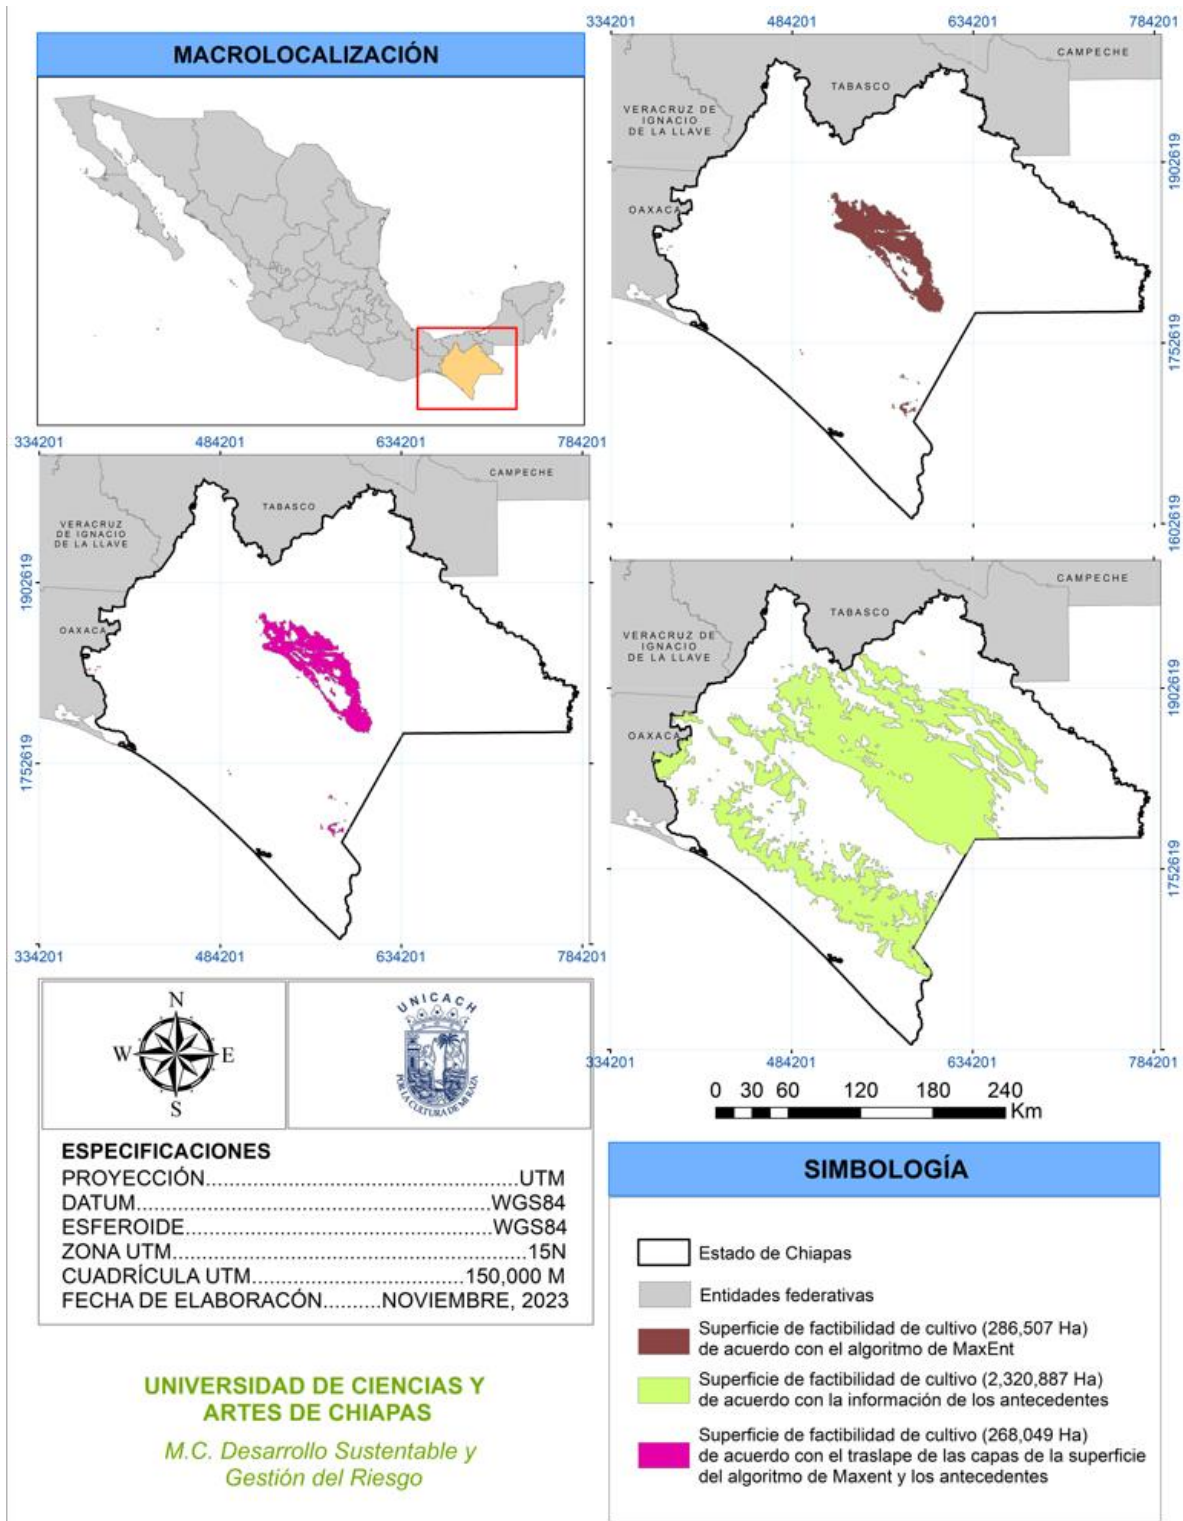 MACROLOCALIZACIÓN
334201 484201 634201 784201
CAMPECHE
TABASCO
VERACRUZ DE
IGNACIO
DE LA LLAVE
OAXACA
1902619
1752619
1602619
334201 484201 634201 784201
CAMPECHE
TABASCO
VERACRUZ
DE IGNACIO
DE LA LLAVE
OAXACA
1902619
1752619
334201 484201 634201 784201
CAMPECHE
TABASCO
VERACRUZ DE
IGNACIO
DE LA LLAVE
OAXACA
1902619
1752619
334201 484201 634201 784201
0 30 60 120 180 240
Km
N
W E
S
UNICACH
POR LA CULTURA DE MI RAZA
ESPECIFICACIONES
PROYECCIÓN..................................................UTM
DATUM.........................................................WGS84
ESFEROIDE..................................................WGS84
ZONA UTM.........................................................15N
CUADRÍCULA UTM..................................150,000 M
FECHA DE ELABORACÓN..........NOVIEMBRE, 2023
UNIVERSIDAD DE CIENCIAS Y
ARTES DE CHIAPAS
M.C. Desarrollo Sustentable y
Gestión del Riesgo
SIMBOLOGÍA
Estado de Chiapas
Entidades federativas
Superficie de factibilidad de cultivo (286,507 Ha)
de acuerdo con el algoritmo de MaxEnt
Superficie de factibilidad de cultivo (2,320,887 Ha)
de acuerdo con la información de los antecedentes
Superficie de factibilidad de cultivo (268,049 Ha)
de acuerdo con el traslape de las capas de la superficie
del algoritmo de Maxent y los antecedentes